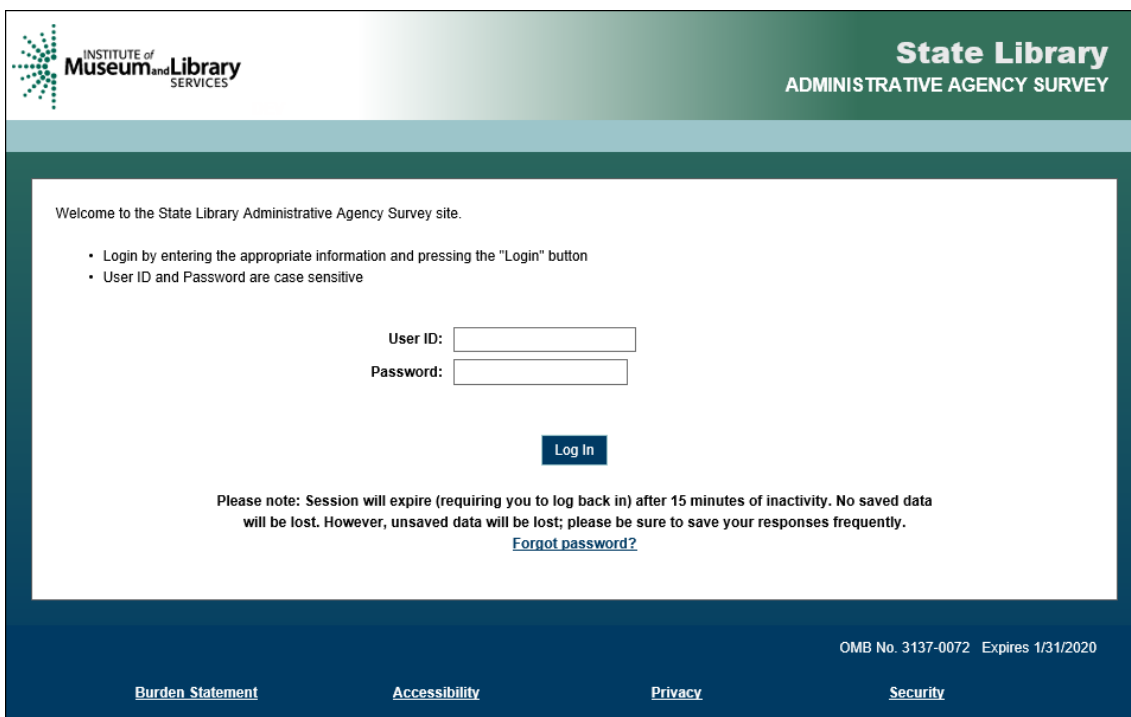 INSTITUTE of
Museum and Library
SERVICES
State Library
ADMINISTRATIVE AGENCY SURVEY
Welcome to the State Library Administrative Agency Survey site.
• Login by entering the appropriate information and pressing the "Login" button
• User ID and Password are case sensitive
User ID:
Password:
Log In
Please note: Session will expire (requiring you to log back in) after 15 minutes of inactivity. No saved data
will be lost. However, unsaved data will be lost; please be sure to save your responses frequently.
Forgot password?
OMB No. 3137-0072 Expires 1/31/2020
Burden Statement Accessibility Privacy Security